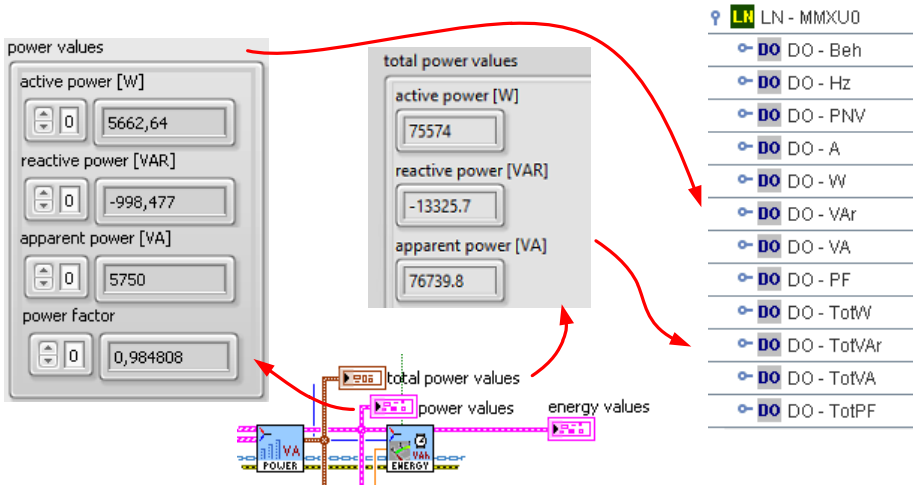 power values
active power [W]
0
5662,64
reactive power [VAR]
0
-998,477
apparent power [VA]
0
5750
power factor
0
0,984808
total power values
active power [W]
75574
reactive power [VAR]
-13325.7
apparent power [VA]
76739.8
LN LN - MMXU0
DO DO - Beh
DO DO - Hz
DO DO - PNV
DO DO - A
DO DO - W
DO DO - VAr
DO DO - VA
DO DO - PF
DO DO - TotW
DO DO - TotVAr
DO DO - TotVA
DO DO - TotPF
total power values
power values
energy values
VA
POWER
VAh
ENERGY